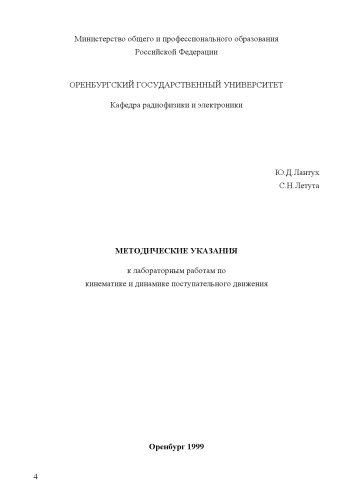 Министерство общего и профессионального образования
Российской Федерации
ОРЕНБУРГСКИЙ ГОСУДАРСТВЕННЫЙ УНИВЕРСИТЕТ
Кафедра радиофизики и электроники
Ю.Д.Лантух
С.Н.Летута
МЕТОДИЧЕСКИЕ УКАЗАНИЯ
к лабораторным работам по
кинематике и динамике поступательного движения
Оренбург 1999
4